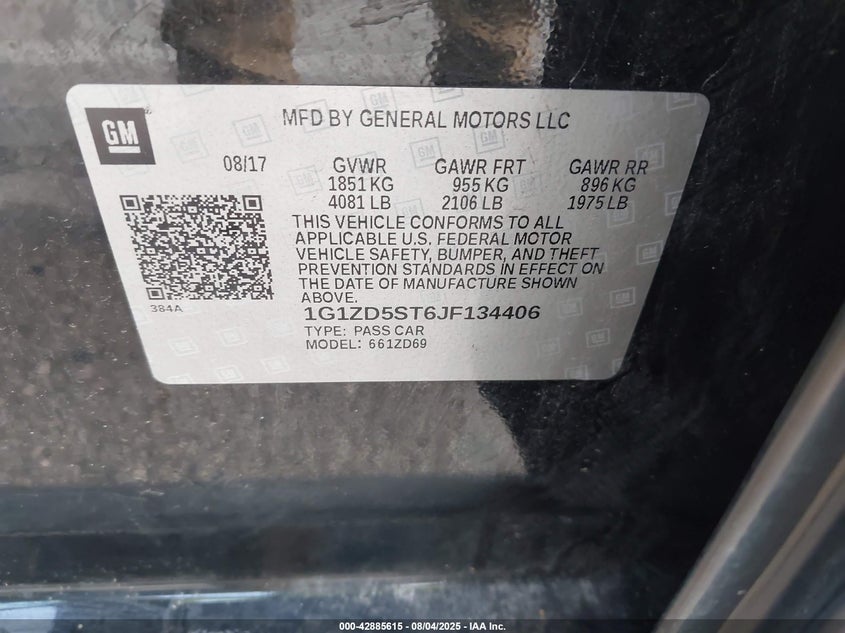 GM
MFD BY GENERAL MOTORS LLC
08/17 GVWR GAWR FRT GAWR RR
1851 KG 955 KG 896 KG
4081 LB 2106 LB 1975 LB
THIS VEHICLE CONFORMS TO ALL
APPLICABLE U.S. FEDERAL MOTOR
VEHICLE SAFETY, BUMPER, AND THEFT
PREVENTION STANDARDS IN EFFECT ON
THE DATE OF MANUFACTURE SHOWN
ABOVE.
384A
1G1ZD5ST6JF134406
TYPE: PASS CAR
MODEL: 661ZD69
000-42885615 - 08/04/2025 - IAA Inc.